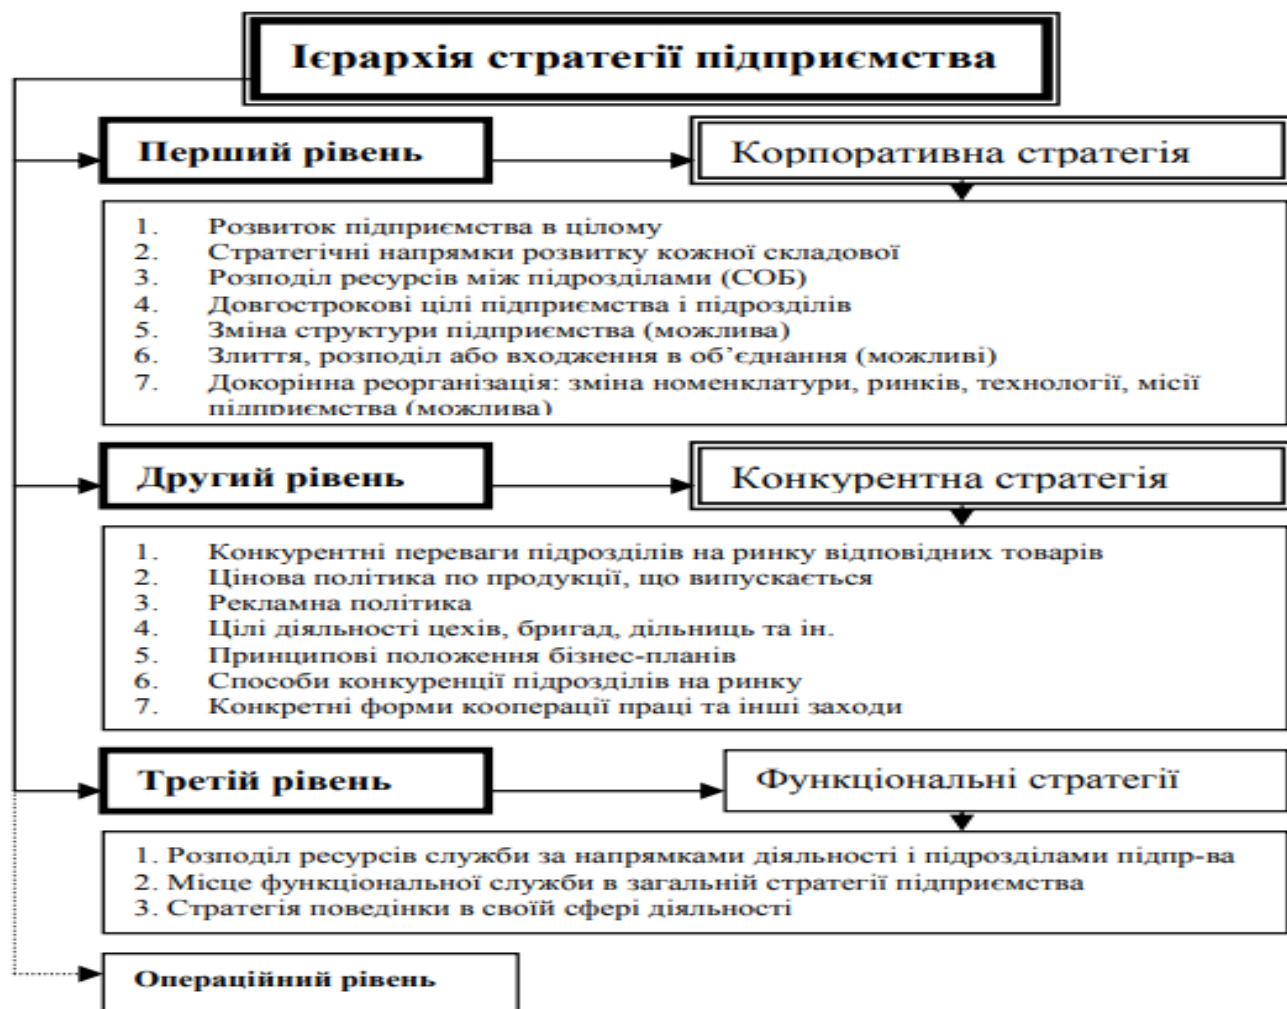 Ієрархія стратегії підприємства
Перший рівень
Корпоративна стратегія
1. Розвиток підприємства в цілому
2. Стратегічні напрямки розвитку кожної складової
3. Розподіл ресурсів між підрозділами (СОБ)
4. Довгострокові цілі підприємства і підрозділів
5. Зміна структури підприємства (можлива)
6. Злиття, розподіл або входження в об’єднання (можливі)
7. Докорінна реорганізація: зміна номенклатури, ринків, технології, місії
підприємства (можлива)
Другий рівень
Конкурентна стратегія
1. Конкурентні переваги підрозділів на ринку відповідних товарів
2. Цінова політика по продукції, що випускається
3. Рекламна політика
4. Цілі діяльності цехів, бригад, дільниць та ін.
5. Принципові положення бізнес-планів
6. Способи конкуренції підрозділів на ринку
7. Конкретні форми кооперації праці та інші заходи
Третій рівень
Функціональні стратегії
1. Розподіл ресурсів служби за напрямками діяльності і підрозділами підпр-ва
2. Місце функціональної служби в загальній стратегії підприємства
3. Стратегія поведінки в своїй сфері діяльності
Операційний рівень